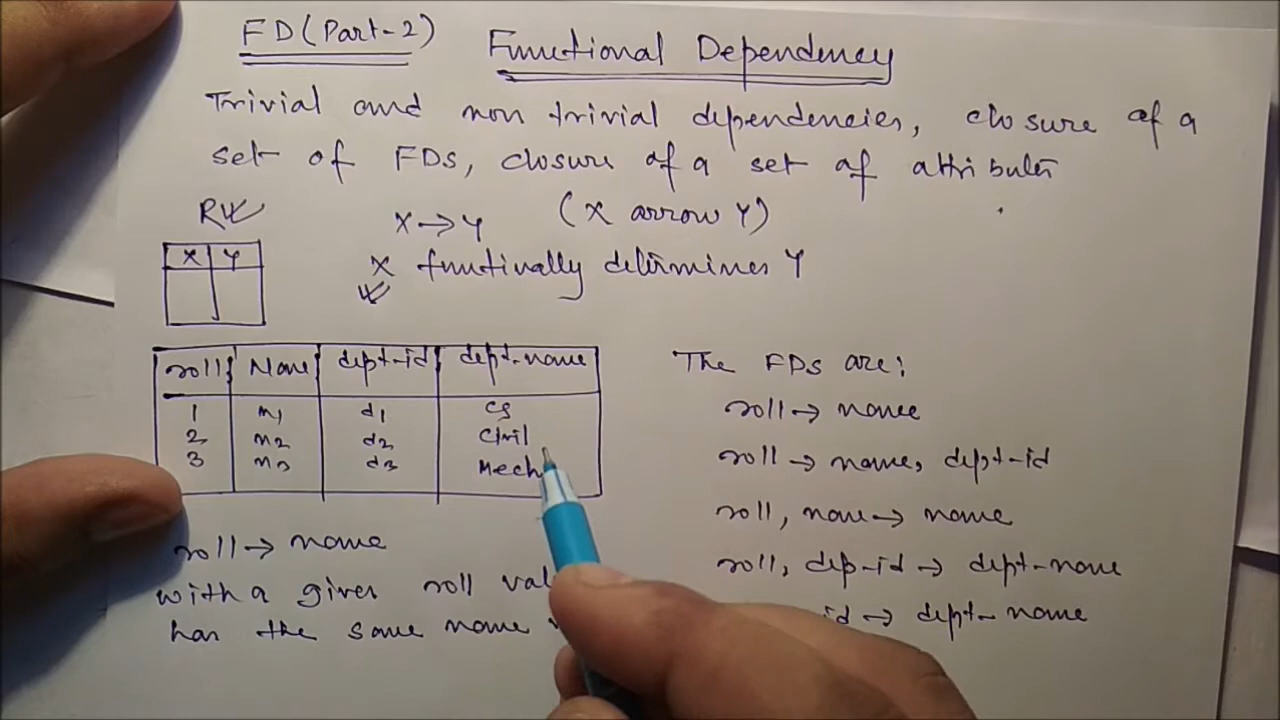 FD (Part-2)
Functional Dependency
Trivial and non trivial dependencies, closure of a
set of FDs, closure of a set of attributes
X → Y (X arrow Y)
X Y
X functinally determines Y
roll Name dept-id dept-name
1 n1 d1 CS
2 n2 d2 Civil
3 n3 d3 Mech
The FDs are:
roll → name
roll → name, dept-id
roll, name → name
roll, dep-id → dept-name
id → dept-name
roll → name
with a given roll
has the same name